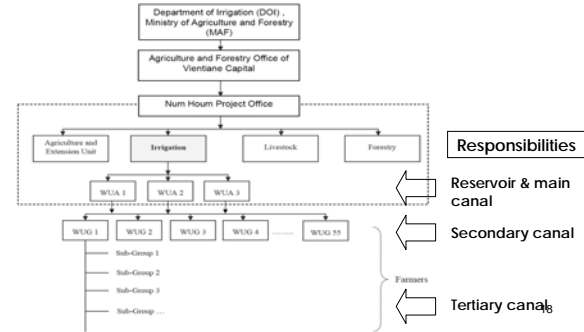 Department of Irrigation (DOI) ,
Ministry of Agriculture and Forestry
(MAF)
Agriculture and Forestry Office of
Vientiane Capital
Num Houm Project Office
Agriculture and
Extension Unit
Irrigation
Livestock
Forestry
Responsibilities
WUA 1
WUA 2
WUA 3
Reservoir & main
canal
WUG 1
WUG 2
WUG 3
WUG 4
........
WUG 55
Secondary canal
Sub-Group 1
Sub-Group 2
Sub-Group 3
Sub-Group ...
Farmers
Tertiary canal
18